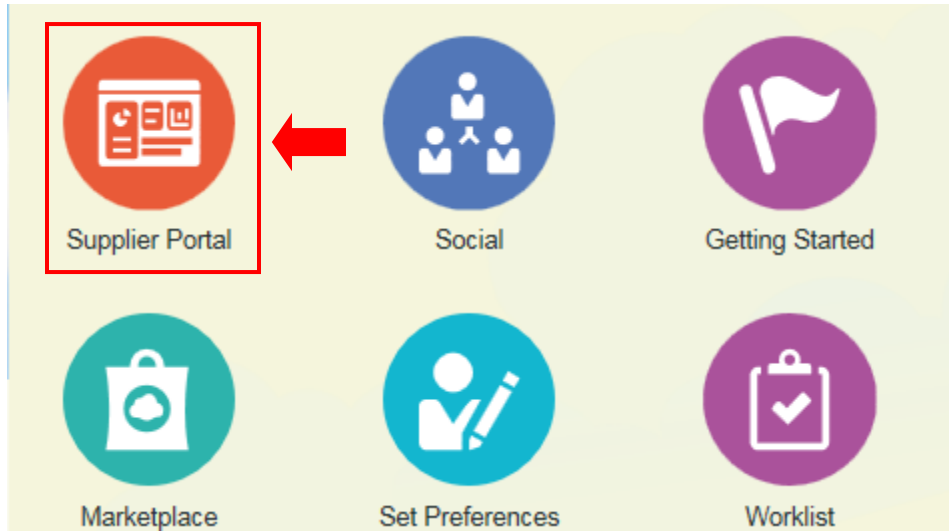 Supplier Portal
Social
Getting Started
Marketplace
Set Preferences
Worklist